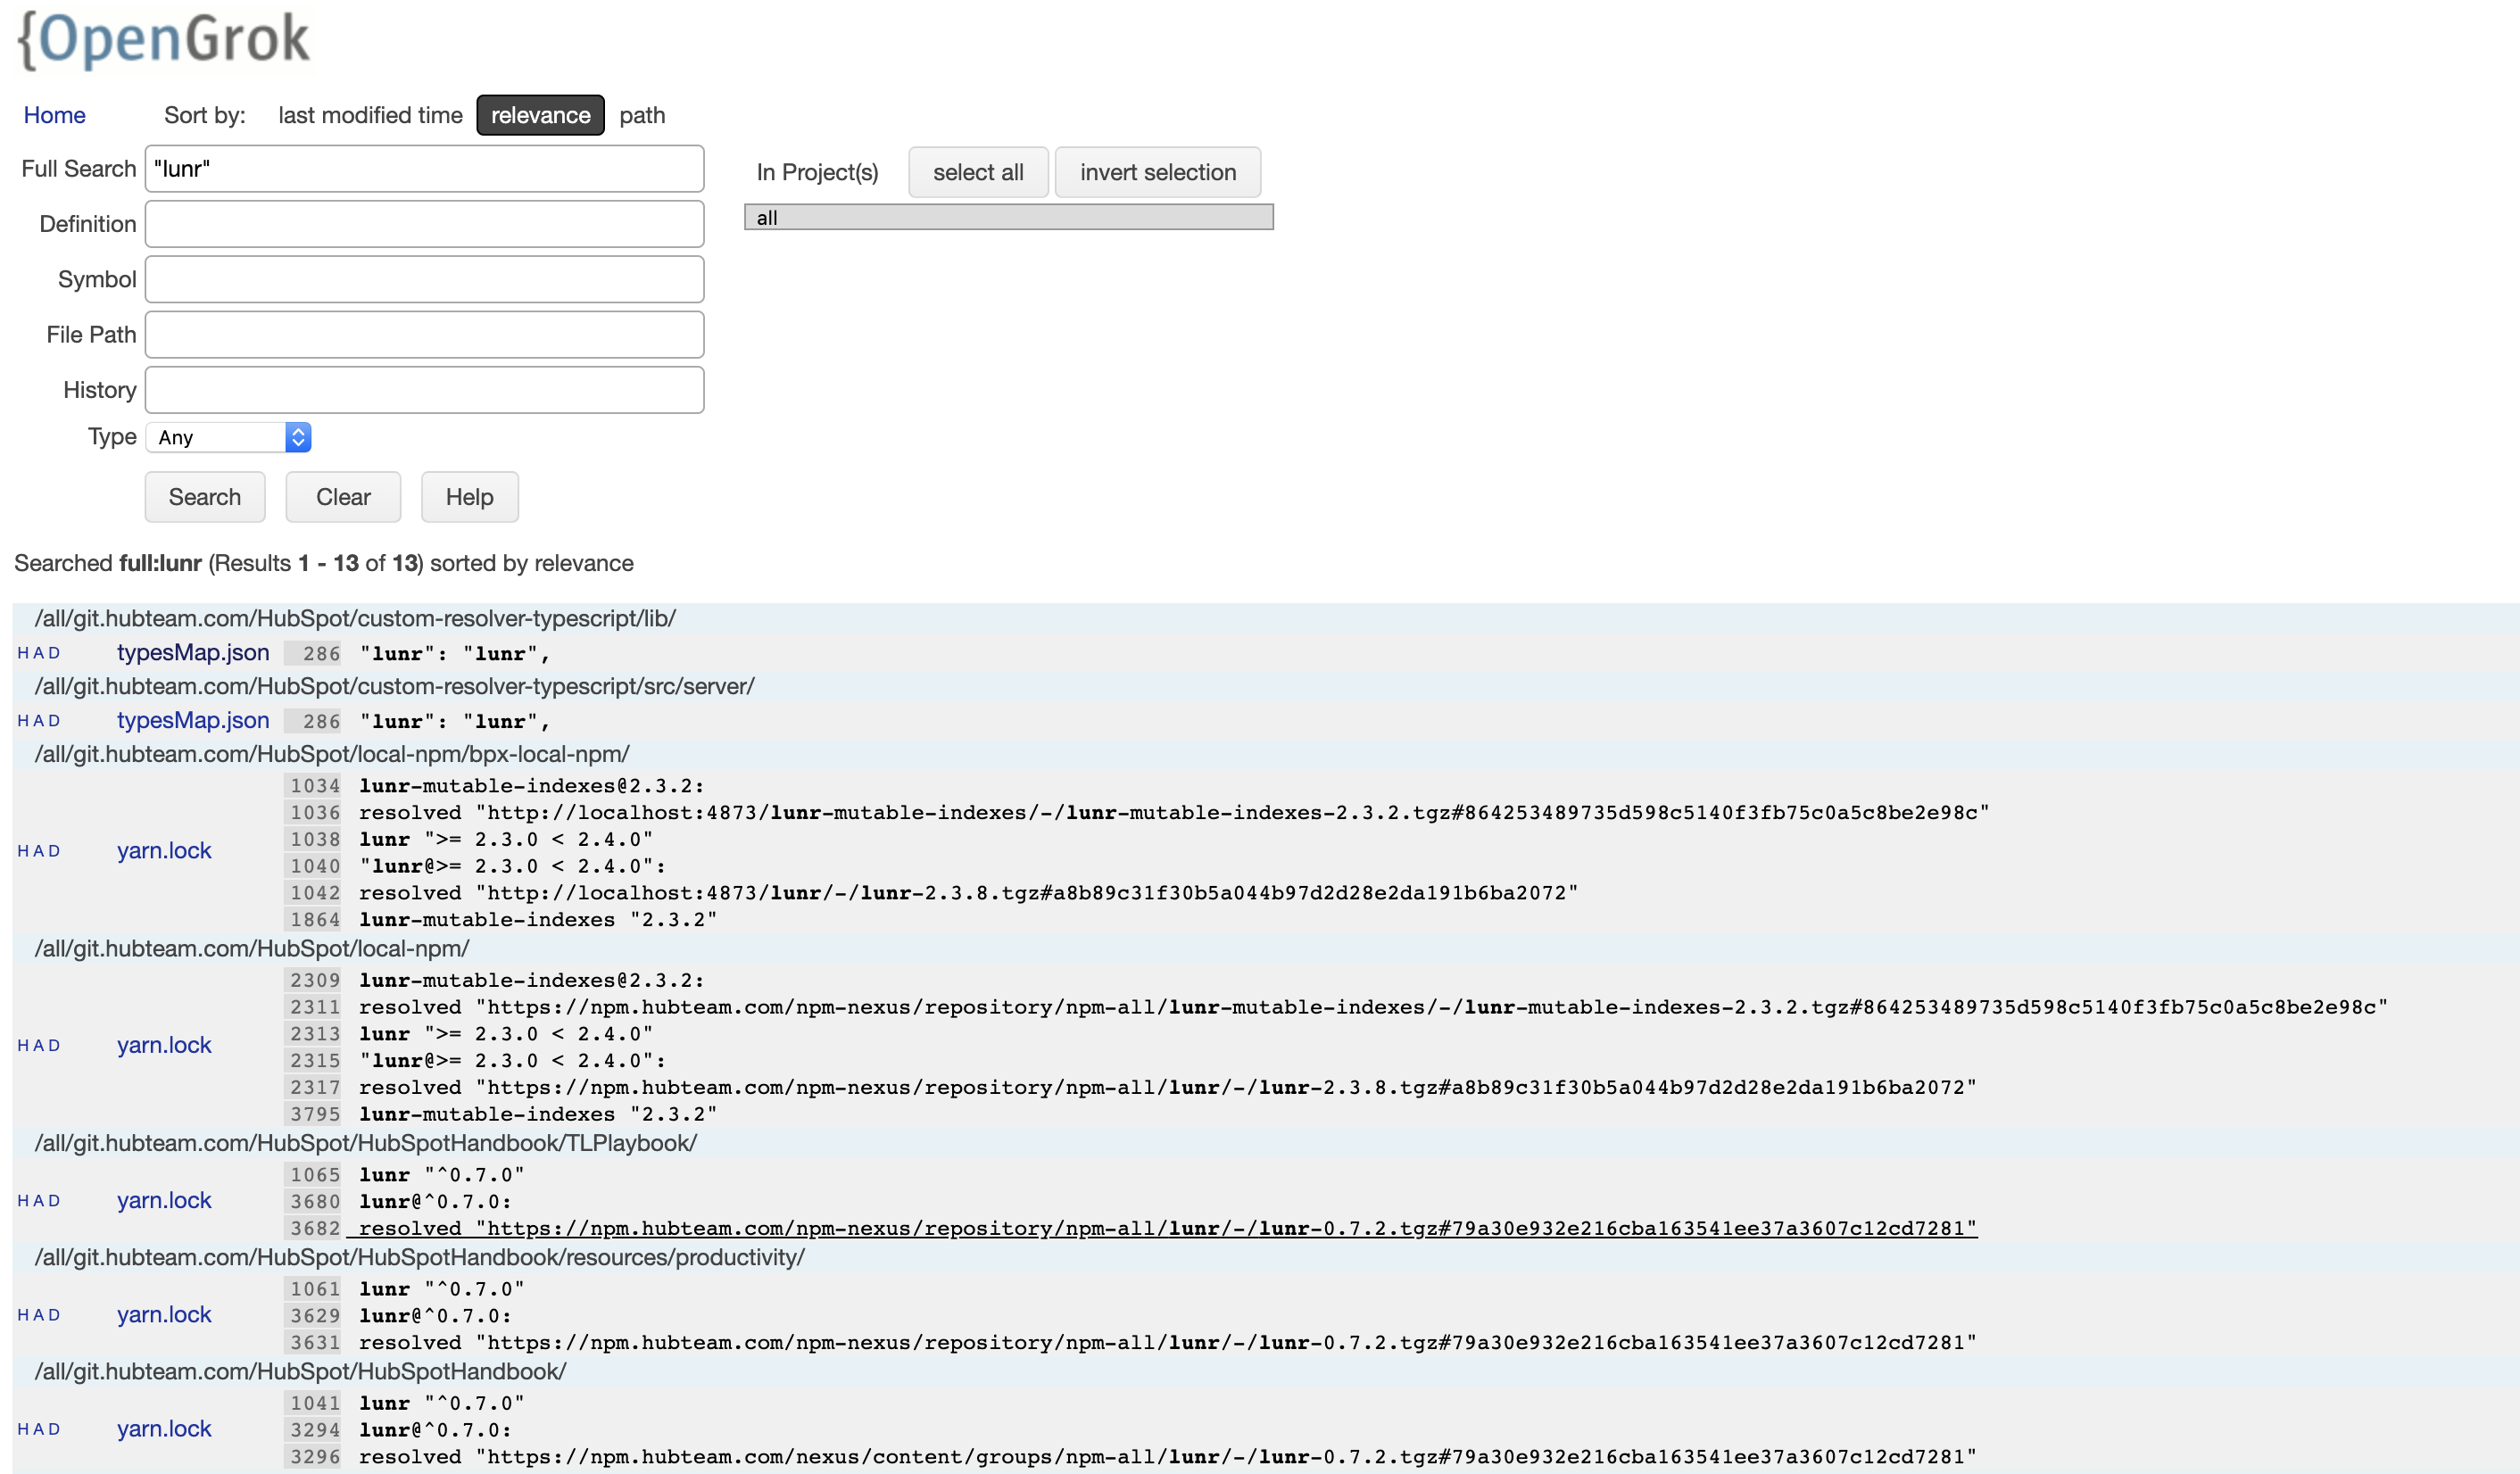 {OpenGrok
Home Sort by: last modified time relevance path
Full Search "lunr" In Project(s) select all invert selection
all
Definition
Symbol
File Path
History
Type Any
Search Clear Help
Searched full:lunr (Results 1 - 13 of 13) sorted by relevance
/all/git.hubteam.com/HubSpot/custom-resolver-typescript/lib/
H A D typesMap.json 286 "lunr": "lunr",
/all/git.hubteam.com/HubSpot/custom-resolver-typescript/src/server/
H A D typesMap.json 286 "lunr": "lunr",
/all/git.hubteam.com/HubSpot/local-npm/bpx-local-npm/
1034 lunr-mutable-indexes@2.3.2:
1036 resolved "http://localhost:4873/lunr-mutable-indexes/-/lunr-mutable-indexes-2.3.2.tgz#864253489735d598c5140f3fb75c0a5c8be2e98c"
1038 lunr ">= 2.3.0 < 2.4.0"
H A D yarn.lock
1040 "lunr@>= 2.3.0 < 2.4.0":
1042 resolved "http://localhost:4873/lunr/-/lunr-2.3.8.tgz#a8b89c31f30b5a044b97d2d28e2da191b6ba2072"
1864 lunr-mutable-indexes "2.3.2"
/all/git.hubteam.com/HubSpot/local-npm/
2309 lunr-mutable-indexes@2.3.2:
2311 resolved "https://npm.hubteam.com/npm-nexus/repository/npm-all/lunr-mutable-indexes/-/lunr-mutable-indexes-2.3.2.tgz#864253489735d598c5140f3fb75c0a5c8be2e98c"
2313 lunr ">= 2.3.0 < 2.4.0"
H A D yarn.lock
2315 "lunr@>= 2.3.0 < 2.4.0":
2317 resolved "https://npm.hubteam.com/npm-nexus/repository/npm-all/lunr/-/lunr-2.3.8.tgz#a8b89c31f30b5a044b97d2d28e2da191b6ba2072"
3795 lunr-mutable-indexes "2.3.2"
/all/git.hubteam.com/HubSpot/HubSpotHandbook/TLPlaybook/
1065 lunr "^0.7.0"
H A D yarn.lock 3680 lunr@^0.7.0:
3682 resolved "https://npm.hubteam.com/npm-nexus/repository/npm-all/lunr/-/lunr-0.7.2.tgz#79a30e932e216cba163541ee37a3607c12cd7281"
/all/git.hubteam.com/HubSpot/HubSpotHandbook/resources/productivity/
1061 lunr "^0.7.0"
H A D yarn.lock 3629 lunr@^0.7.0:
3631 resolved "https://npm.hubteam.com/npm-nexus/repository/npm-all/lunr/-/lunr-0.7.2.tgz#79a30e932e216cba163541ee37a3607c12cd7281"
/all/git.hubteam.com/HubSpot/HubSpotHandbook/
1041 lunr "^0.7.0"
H A D yarn.lock 3294 lunr@^0.7.0:
3296 resolved "https://npm.hubteam.com/nexus/content/groups/npm-all/lunr/-/lunr-0.7.2.tgz#79a30e932e216cba163541ee37a3607c12cd7281"